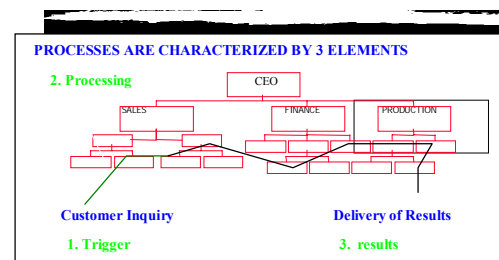 PROCESSES ARE CHARACTERIZED BY 3 ELEMENTS
2. Processing
CEO
SALES
FINANCE
PRODUCTION
Customer Inquiry
Delivery of Results
1. Trigger
3. results